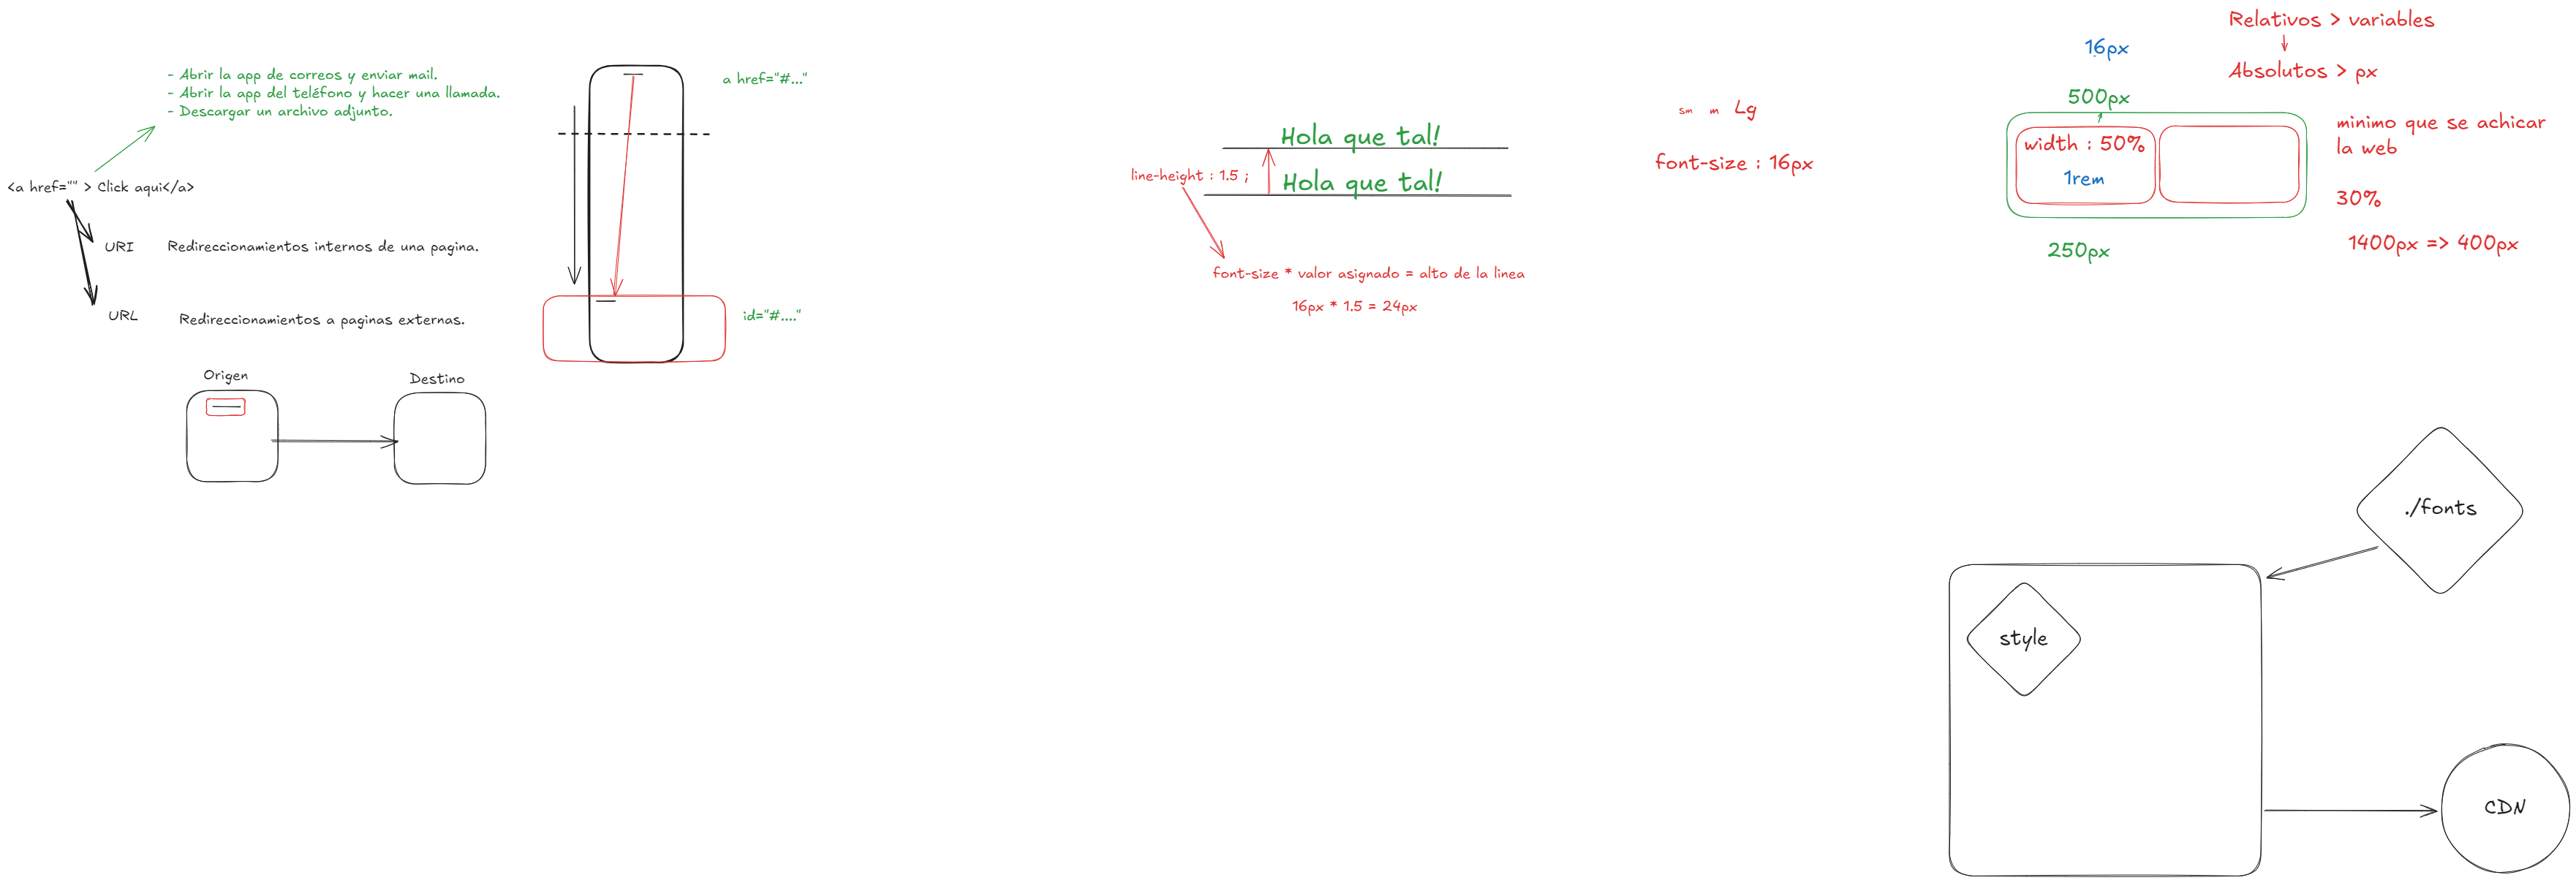 - Abrir la app de correos y enviar mail.
- Abrir la app del teléfono y hacer una llamada.
- Descargar un archivo adjunto.
<a href="" > Click aqui</a>
URI
Redireccionamientos internos de una pagina.
URL
Redireccionamientos a paginas externas.
Origen
Destino
a href="#..."
id="#...."
Hola que tal!
line-height : 1.5 ;
Hola que tal!
font-size * valor asignado = alto de la linea
16px * 1.5 = 24px
sm m Lg
font-size : 16px
Relativos > variables
Absolutos > px
16px
500px
width : 50%
1rem
250px
minimo que se achicar
la web
30%
1400px => 400px
./fonts
style
CDN